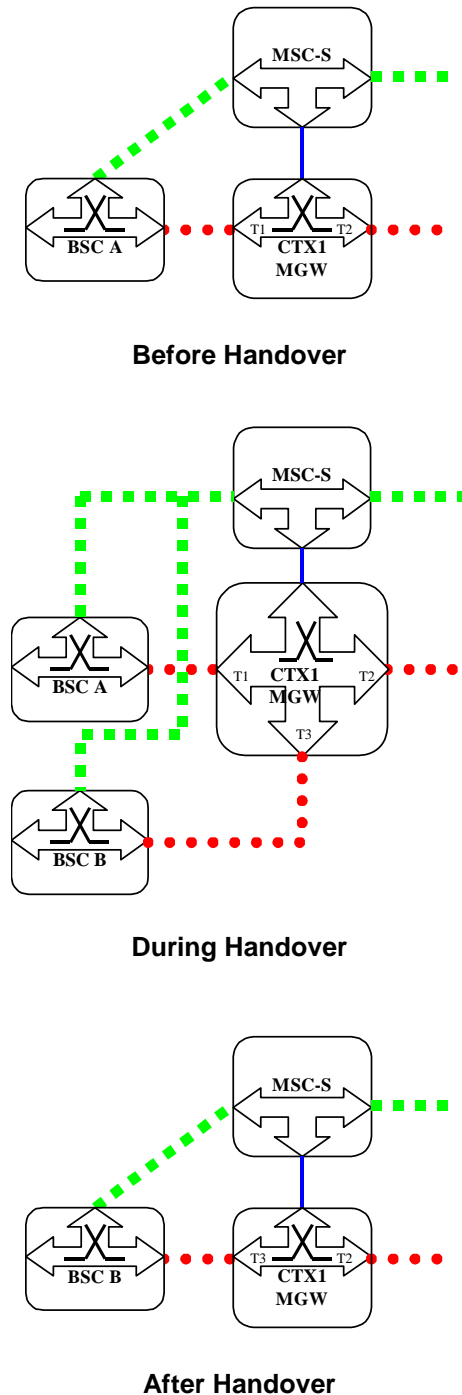 MSC-S
BSC A
T1
T2
CTX1
MGW
Before Handover
MSC-S
BSC A
T1
CTX1
T2
MGW
T3
BSC B
During Handover
MSC-S
BSC B
T3
T2
CTX1
MGW
After Handover